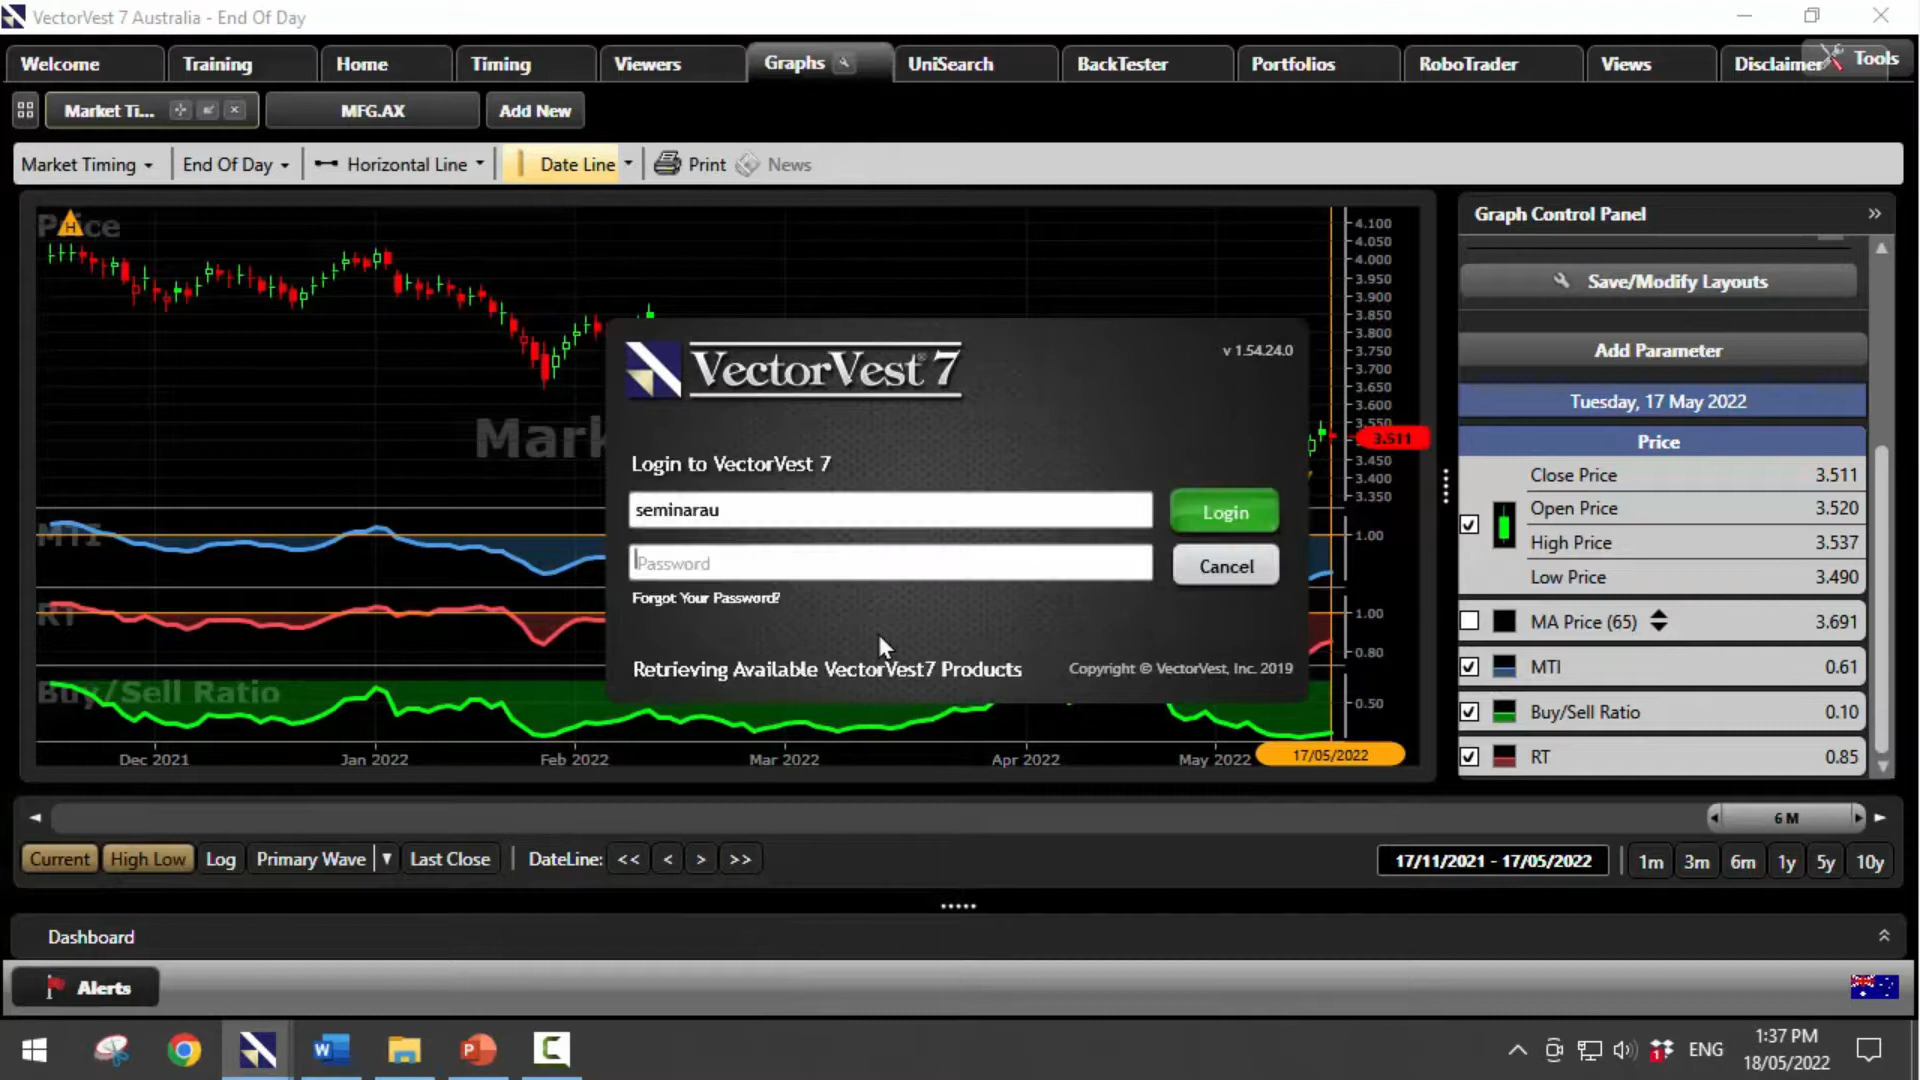 VectorVest 7 Australia - End Of Day
Welcome
Training
Home
Timing
Viewers
Graphs
UniSearch
BackTester
Portfolios
RoboTrader
Views
Disclaimer
Tools
Market Ti...
MFG.AX
Add New
Market Timing
End Of Day
Horizontal Line
Date Line
Print
News
Price
H
4.100
4.050
4.000
3.950
3.900
3.850
3.800
3.750
3.700
3.650
3.600
3.550
3.511
3.450
3.400
3.350
Mark
MTI
1.00
RT
1.00
0.80
Buy/Sell Ratio
0.50
Dec 2021
Jan 2022
Feb 2022
Mar 2022
Apr 2022
May 2022
17/05/2022
VectorVest® 7
v 1.54.24.0
Login to VectorVest 7
seminarau
Login
Password
Cancel
Forgot Your Password?
Retrieving Available VectorVest7 Products
Copyright © VectorVest, Inc. 2019
Graph Control Panel
Save/Modify Layouts
Add Parameter
Tuesday, 17 May 2022
Price
Close Price 3.511
Open Price 3.520
High Price 3.537
Low Price 3.490
MA Price (65) 3.691
MTI 0.61
Buy/Sell Ratio 0.10
RT 0.85
6 M
Current
High Low
Log
Primary Wave
Last Close
DateLine:
<<
<
>
>>
17/11/2021 - 17/05/2022
1m
3m
6m
1y
5y
10y
Dashboard
Alerts
ENG
1:37 PM
18/05/2022